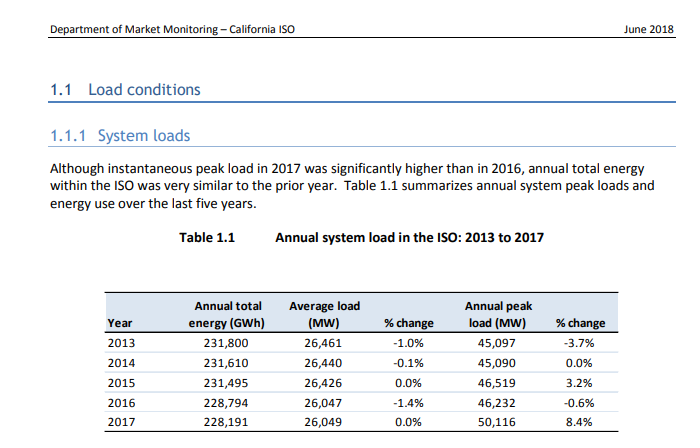 Department of Market Monitoring – California ISO June 2018
1.1 Load conditions
1.1.1 System loads
Although instantaneous peak load in 2017 was significantly higher than in 2016, annual total energy
within the ISO was very similar to the prior year. Table 1.1 summarizes annual system peak loads and
energy use over the last five years.
Table 1.1 Annual system load in the ISO: 2013 to 2017
Annual total Average load Annual peak
Year energy (GWh) (MW) % change load (MW) % change
2013 231,800 26,461 -1.0% 45,097 -3.7%
2014 231,610 26,440 -0.1% 45,090 0.0%
2015 231,495 26,426 0.0% 46,519 3.2%
2016 228,794 26,047 -1.4% 46,232 -0.6%
2017 228,191 26,049 0.0% 50,116 8.4%